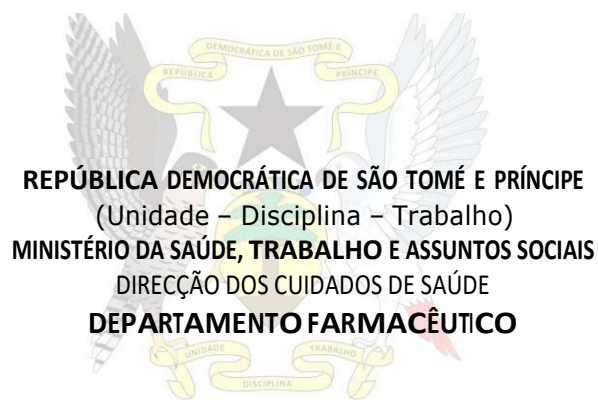 DEMOCRÁTICA DE SÃO TOMÉ E
REPÚBLICA PRÍNCIPE
REPÚBLICA DEMOCRÁTICA DE SÃO TOMÉ E PRÍNCIPE
(Unidade – Disciplina – Trabalho)
MINISTÉRIO DA SAÚDE, TRABALHO E ASSUNTOS SOCIAIS
DIRECÇÃO DOS CUIDADOS DE SAÚDE
DEPARTAMENTO FARMACÊUTICO
UNIDADE TRABALHO
DISCIPLINA